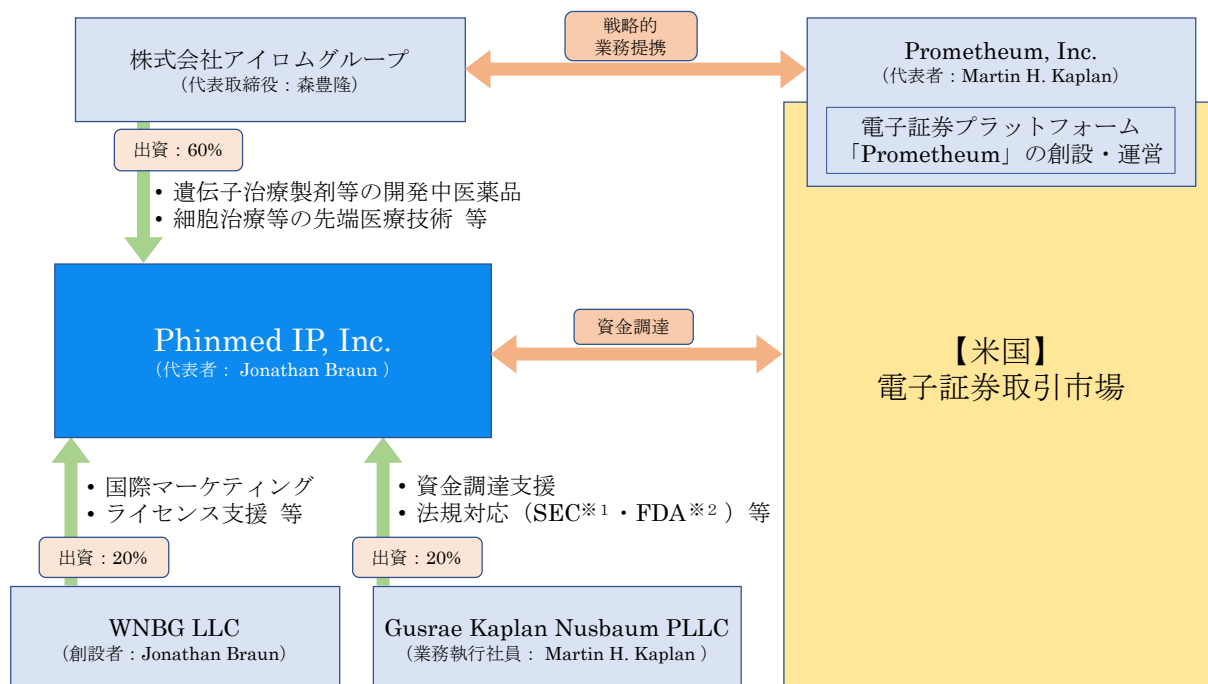 株式会社アイロムグループ
（代表取締役：森豊隆）
戦略的
業務提携
Prometheum, Inc.
（代表者：Martin H. Kaplan）
電子証券プラットフォーム
「Prometheum」の創設・運営
出資：60%
• 遺伝子治療製剤等の開発中医薬品
• 細胞治療等の先端医療技術 等
Phinmed IP, Inc.
（代表者： Jonathan Braun ）
資金調達
【米国】
電子証券取引市場
• 国際マーケティング
• ライセンス支援 等
• 資金調達支援
• 法規対応（SEC※1・FDA※2）等
出資：20%
出資：20%
WNBG LLC
（創設者：Jonathan Braun）
Gusrae Kaplan Nusbaum PLLC
（業務執行社員： Martin H. Kaplan ）